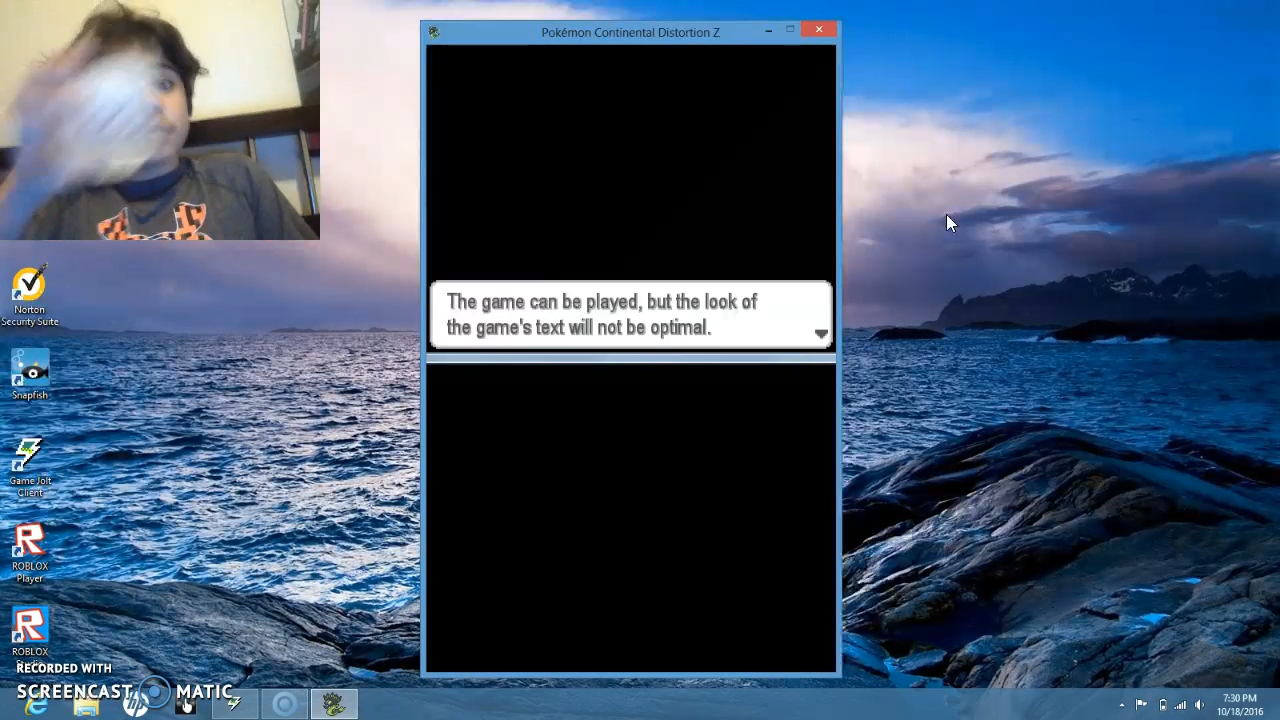 Pokémon Continental Distortion Z
The game can be played, but the look of
the game's text will not be optimal.
Norton
Security Suite
Snapfish
Game Jolt
Client
ROBLOX
Player
ROBLOX
RECORDED WITH
SCREENCAST MATIC
hp
7:30 PM
10/18/2016